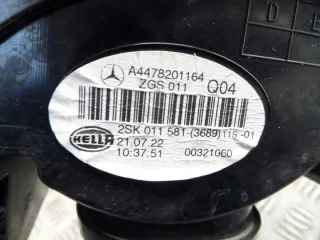 A4478201164
ZGS 011 Q04
2SK 011 581-(3689)11S-01
HELLA 21.07.22
10:37:51 00321060
D E